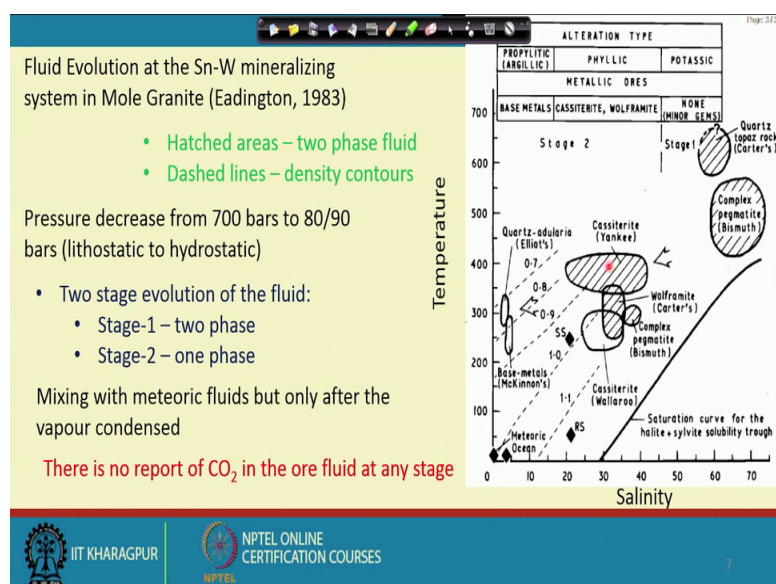 Page:373
Fluid Evolution at the Sn-W mineralizing
system in Mole Granite (Eadington, 1983)
• Hatched areas – two phase fluid
• Dashed lines – density contours
Pressure decrease from 700 bars to 80/90
bars (lithostatic to hydrostatic)
• Two stage evolution of the fluid:
• Stage-1 – two phase
• Stage-2 – one phase
Mixing with meteoric fluids but only after the
vapour condensed
There is no report of CO2 in the ore fluid at any stage
ALTERATION TYPE
PROPYLITIC
(ARGILLIC)
PHYLLIC
POTASSIC
METALLIC ORES
BASE METALS
CASSITERITE, WOLFRAMITE
NONE
(MINOR GEMS)
Stage 2
Stage 1
?
Quartz
topaz rock
(Carter's)
Complex
pegmatite
(Bismuth)
Quartz-adularia
(Elliot's)
Cassiterite
(Yankee)
0·7
0·8
0·9
1·0
1·1
Wolframite
(Carter's)
Complex
pegmatite
(Bismuth)
SS
Base-metals
(McKinnon's)
Cassiterite
(Wallaroo)
RS
Meteoric
Ocean
Saturation curve for the
halite + sylvite solubility trough
Temperature
700
600
500
400
300
200
100
0 10 20 30 40 50 60 70
Salinity
IIT KHARAGPUR
NPTEL
NPTEL ONLINE
CERTIFICATION COURSES
7